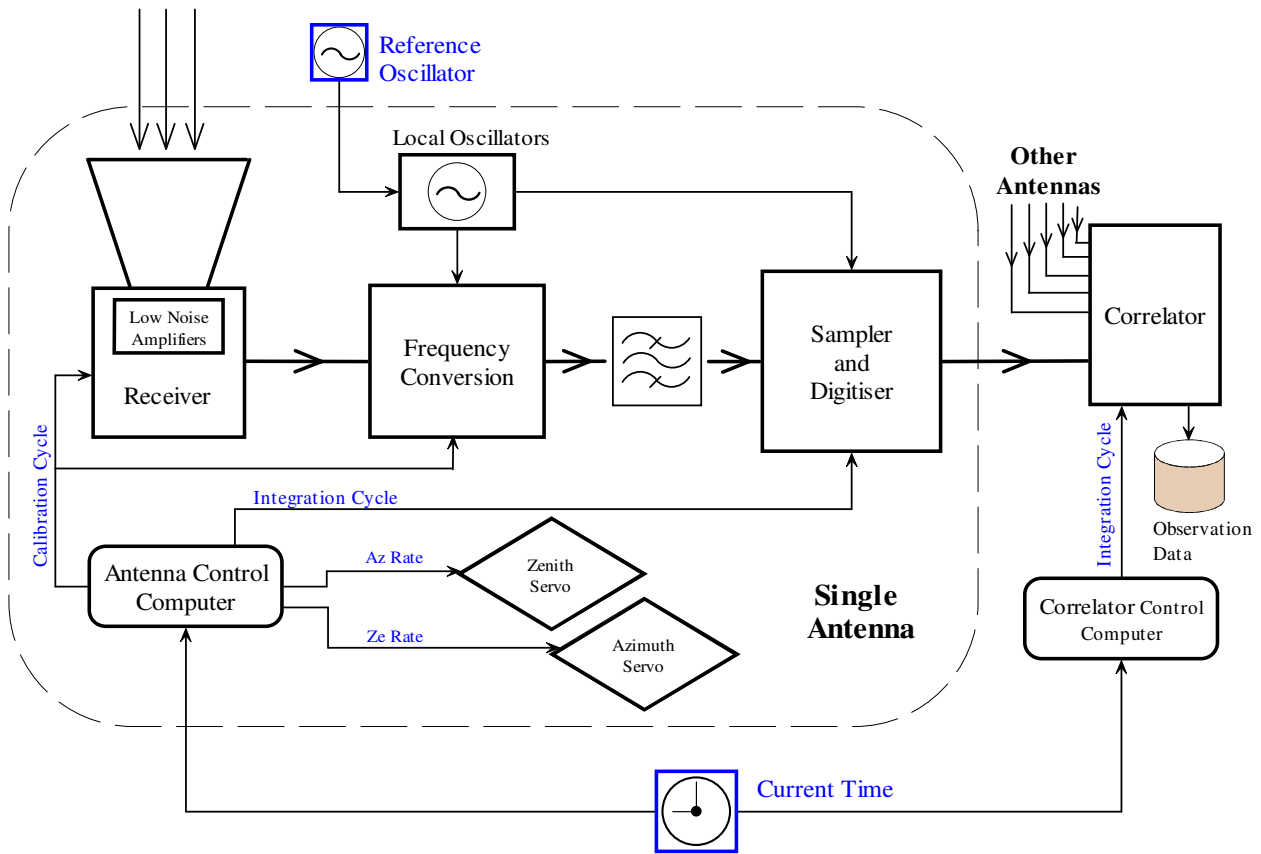 Reference
Oscillator
Local Oscillators
Other
Antennas
Low Noise
Amplifiers
Receiver
Frequency
Conversion
Sampler
and
Digitiser
Correlator
Calibration Cycle
Integration Cycle
Integration Cycle
Observation
Data
Antenna Control
Computer
Az Rate
Zenith
Servo
Ze Rate
Azimuth
Servo
Single
Antenna
Correlator Control
Computer
Current Time